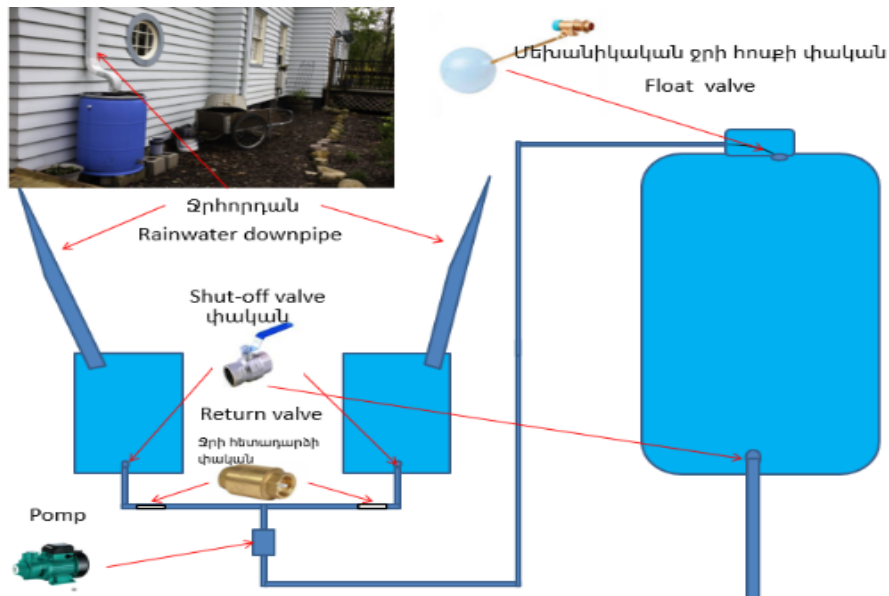 Մեխանիկական ջրի հոսքի փական
Float valve
Ջրհորդան
Rainwater downpipe
Shut-off valve
փական
Return valve
Ջրի հետադարձի
փական
Pomp